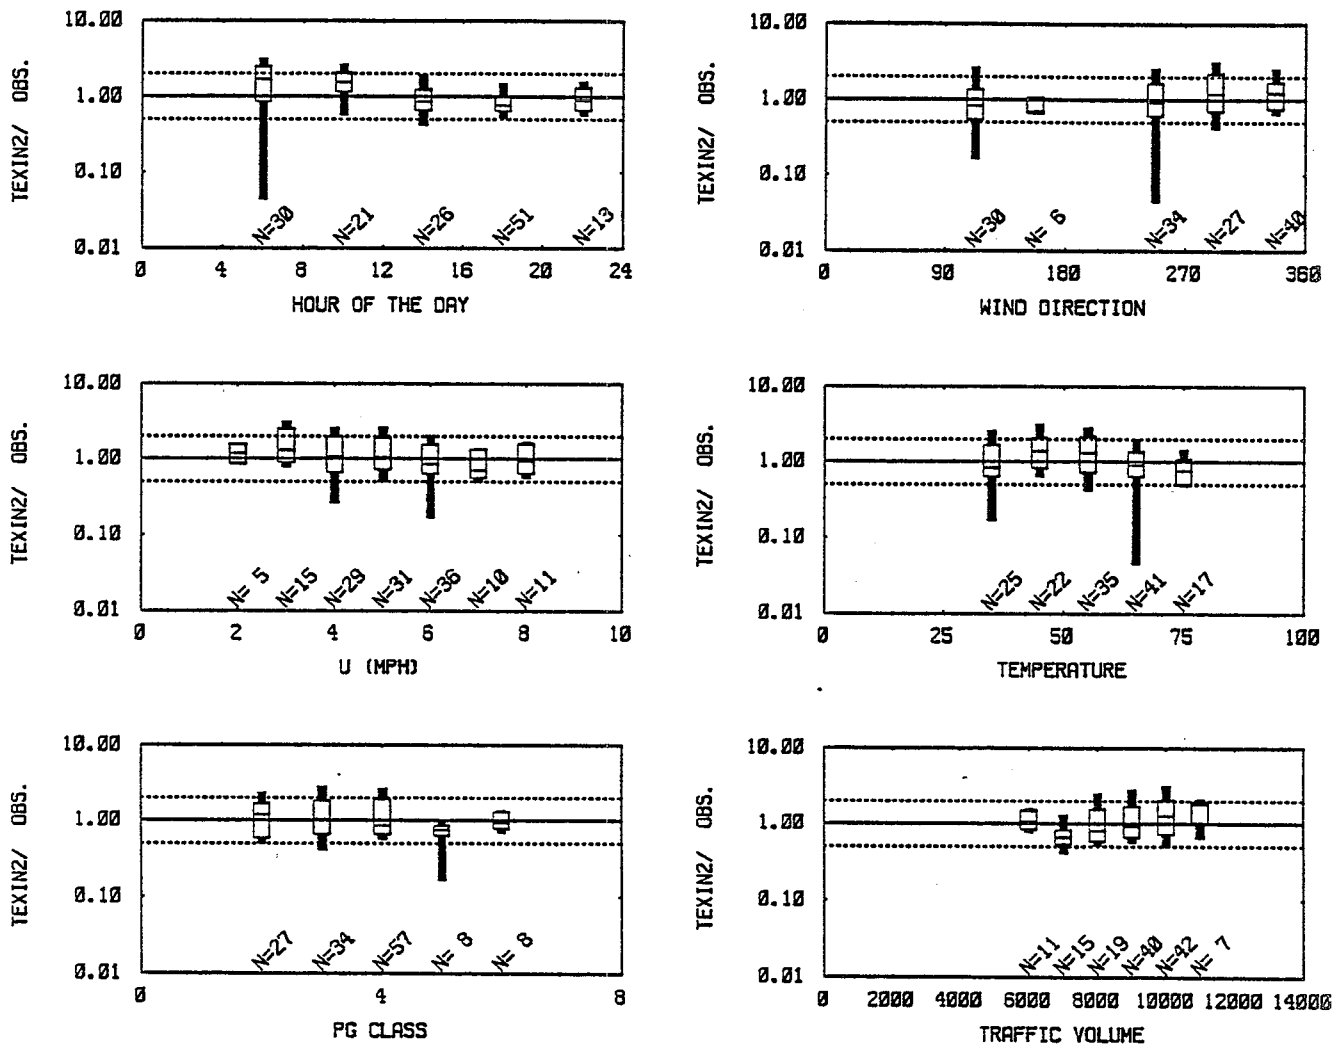 TEXIN2/ OBS.
10.00
1.00
0.10
0.01
N=30
N=21
N=26
N=51
N=13
0 4 8 12 16 20 24
HOUR OF THE DAY
TEXIN2/ OBS.
10.00
1.00
0.10
0.01
N=30
N= 6
N=34
N=27
N=40
0 90 180 270 360
WIND DIRECTION
TEXIN2/ OBS.
10.00
1.00
0.10
0.01
N= 5
N=15
N=29
N=31
N=36
N=10
N=11
0 2 4 6 8 10
U (MPH)
TEXIN2/ OBS.
10.00
1.00
0.10
0.01
N=25
N=22
N=35
N=41
N=17
0 25 50 75 100
TEMPERATURE
TEXIN2/ OBS.
10.00
1.00
0.10
0.01
N=27
N=34
N=57
N= 8
N= 8
0 4 8
PG CLASS
TEXIN2/ OBS.
10.00
1.00
0.10
0.01
N=11
N=15
N=19
N=40
N=42
N= 7
0 2000 4000 6000 8000 10000 12000 14000
TRAFFIC VOLUME